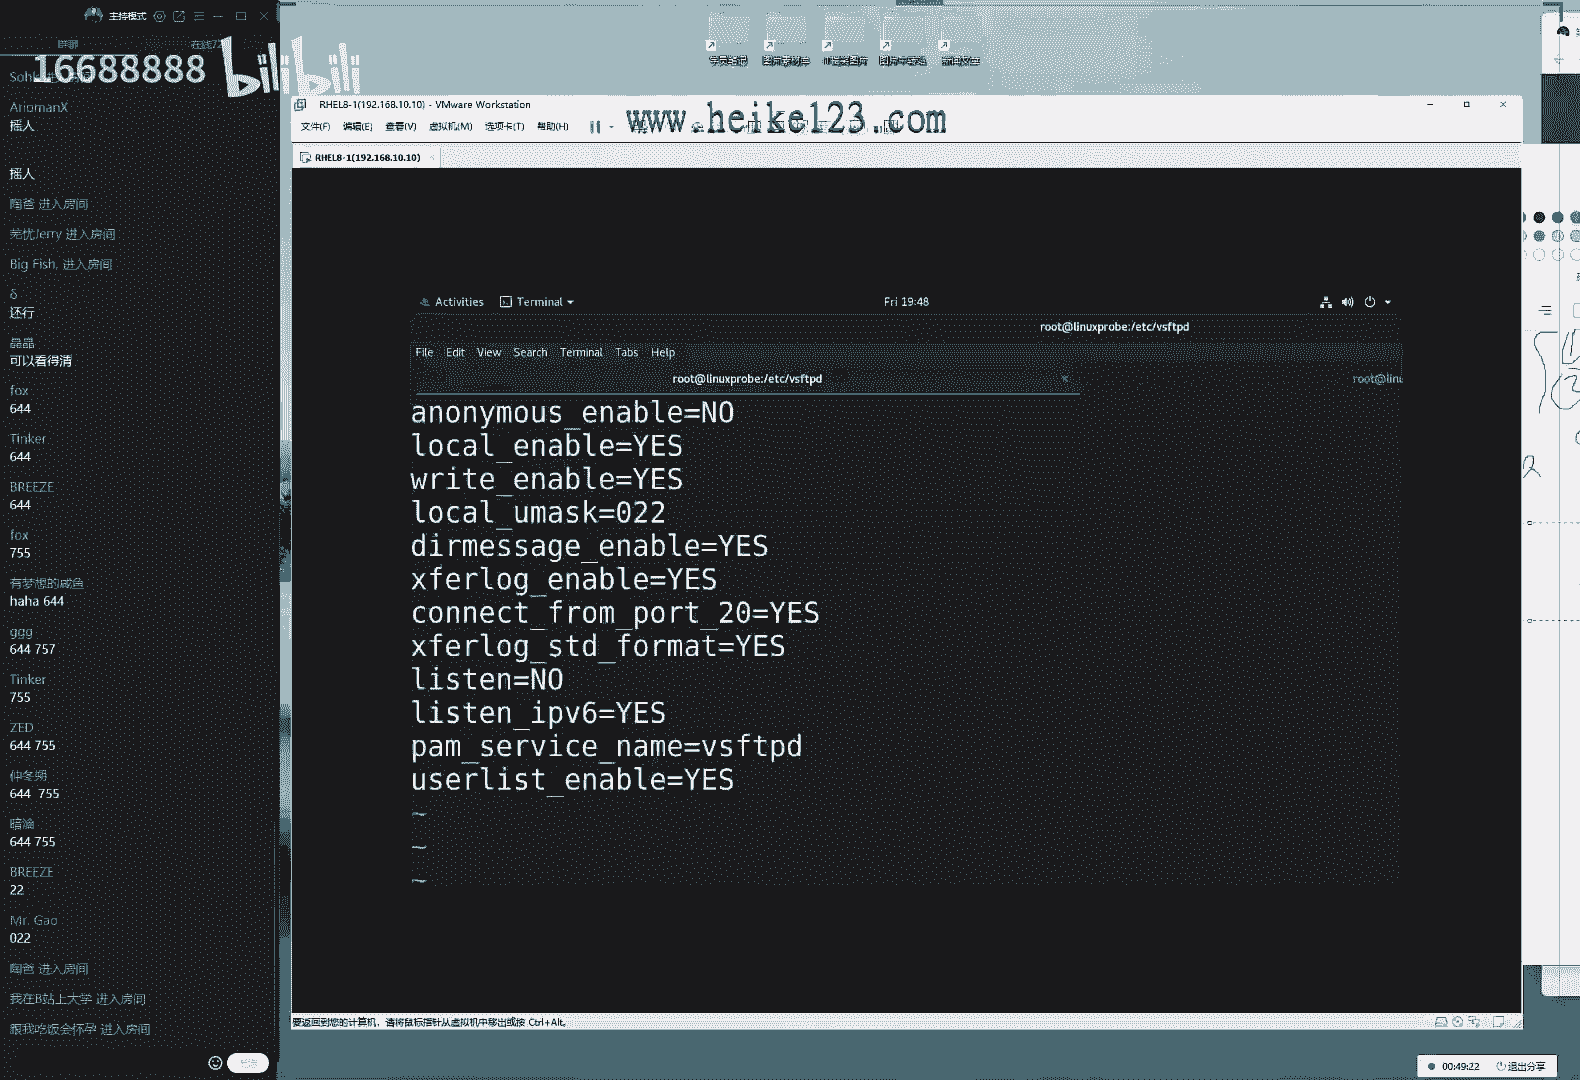 主持模式
群聊
16688888
bilibili
AnomanX
摇人
摇人
陶爸 进入房间
羌忧Jerry 进入房间
Big Fish, 进入房间
δ
还行
晶晶
可以看得清
fox
644
Tinker
644
BREEZE
644
fox
755
有梦想的咸鱼
haha 644
ggg
644 757
Tinker
755
ZED
644 755
仲冬朔
644 755
644 755
BREEZE
22
Mr. Gao
022
陶爸 进入房间
我在B站上大学 进入房间
跟我吃饭会怀孕 进入房间
RHEL8-1(192.168.10.10) - VMware Workstation
文件(F) 编辑(E) 查看(V) 虚拟机(M) 选项卡(T) 帮助(H)
www.heike123.com
RHEL8-1(192.168.10.10)
Activities Terminal Fri 19:48
root@linuxprobe:/etc/vsftpd
File Edit View Search Terminal Tabs Help
root@linuxprobe:/etc/vsftpd root@linu
anonymous_enable=NO
local_enable=YES
write_enable=YES
local_umask=022
dirmessage_enable=YES
xferlog_enable=YES
connect_from_port_20=YES
xferlog_std_format=YES
listen=NO
listen_ipv6=YES
pam_service_name=vsftpd
userlist_enable=YES
~
~
~
要返回到您的计算机，请将鼠标指针从虚拟机中移出或按 Ctrl+Alt。
00:49:22 退出分享